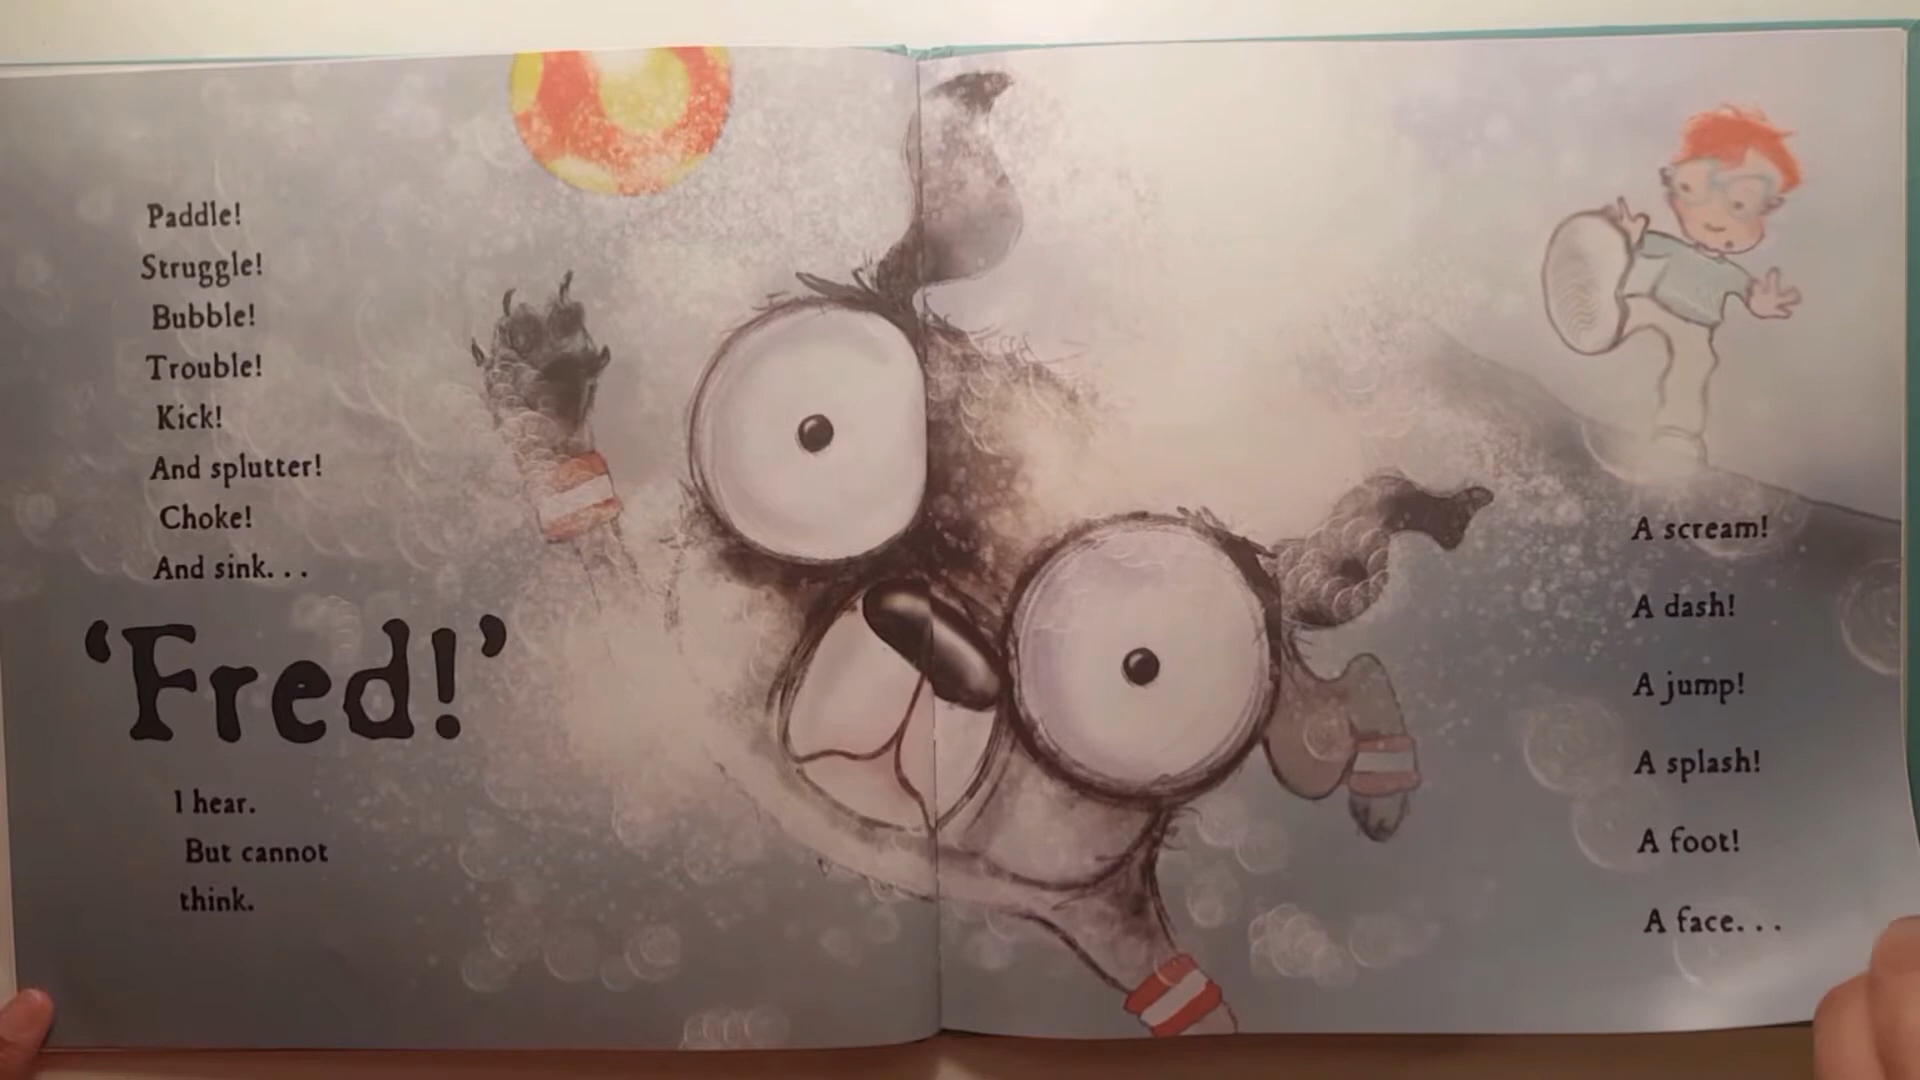 Paddle!
Struggle!
Bubble!
Trouble!
Kick!
And splutter!
Choke!
And sink. . .
‘Fred!’
I hear.
But cannot
think.
A scream!
A dash!
A jump!
A splash!
A foot!
A face. . .